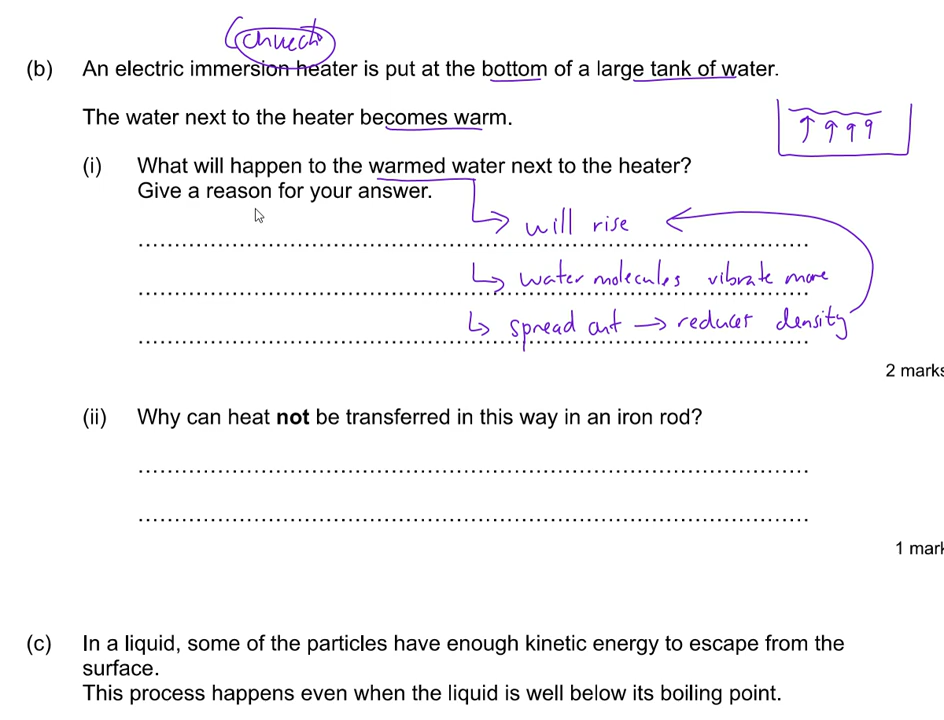 (b) An electric immersion heater is put at the bottom of a large tank of water.
The water next to the heater becomes warm.
(i) What will happen to the warmed water next to the heater?
Give a reason for your answer.
will rise
water molecules vibrate more
spread out → reduces density
2 marks
(ii) Why can heat not be transferred in this way in an iron rod?
1 mark
(c) In a liquid, some of the particles have enough kinetic energy to escape from the
surface.
This process happens even when the liquid is well below its boiling point.